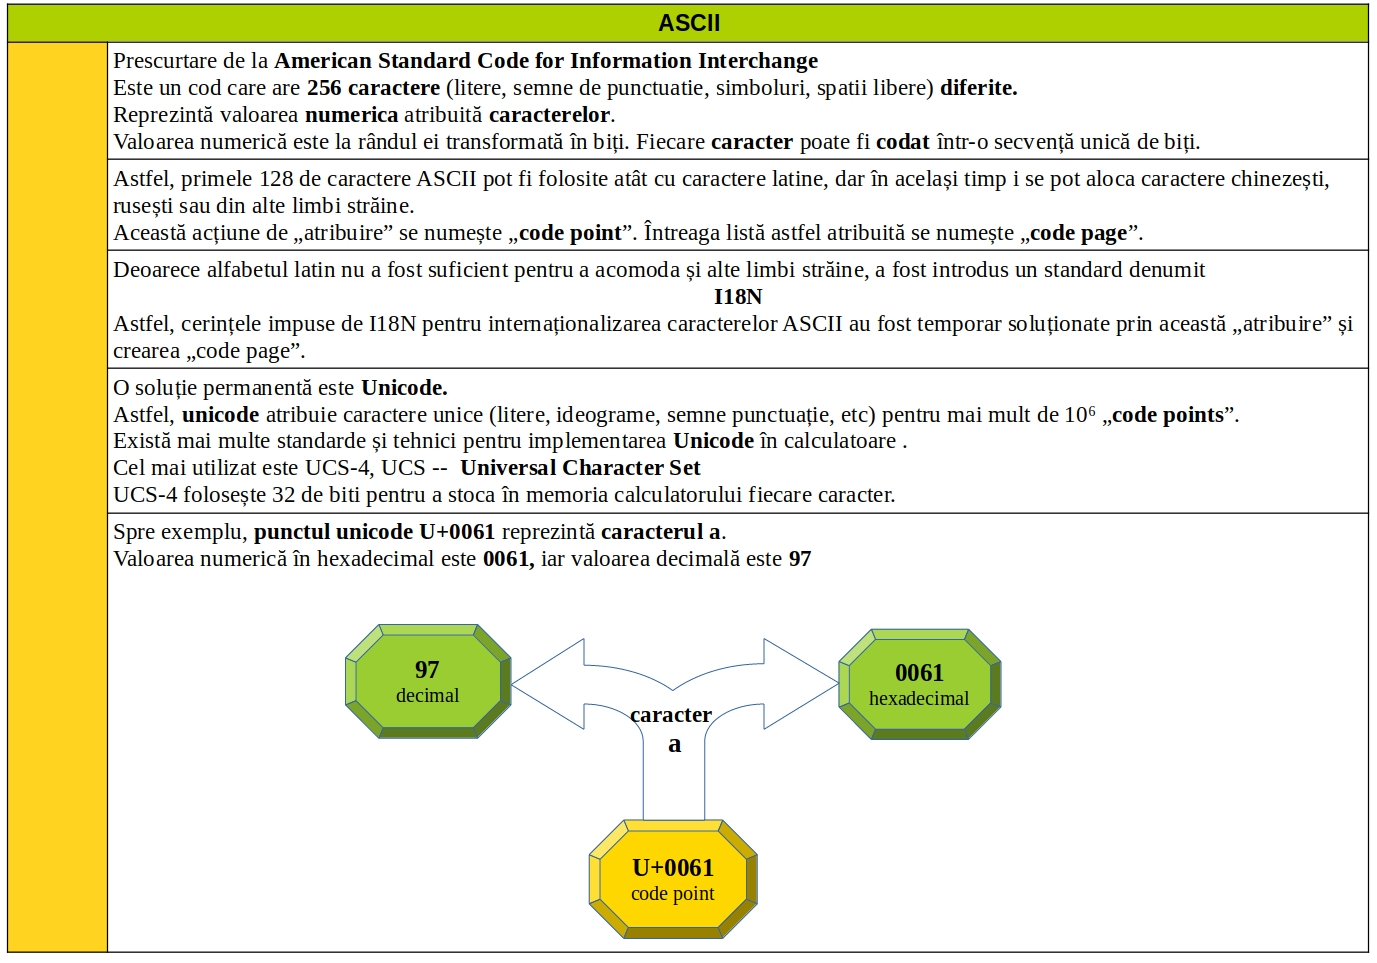 ASCII
Prescurtare de la American Standard Code for Information Interchange
Este un cod care are 256 caractere (litere, semne de punctuatie, simboluri, spatii libere) diferite.
Reprezintă valoarea numerica atribuită caracterelor.
Valoarea numerică este la rândul ei transformată în biți. Fiecare caracter poate fi codat într-o secvență unică de biți.
Astfel, primele 128 de caractere ASCII pot fi folosite atât cu caractere latine, dar în același timp i se pot aloca caractere chinezești,
rusești sau din alte limbi străine.
Această acțiune de „atribuire” se numește „code point”. Întreaga listă astfel atribuită se numește „code page”.
Deoarece alfabetul latin nu a fost suficient pentru a acomoda și alte limbi străine, a fost introdus un standard denumit
I18N
Astfel, cerințele impuse de I18N pentru internaționalizarea caracterelor ASCII au fost temporar soluționate prin această „atribuire” și
crearea „code page”.
O soluție permanentă este Unicode.
Astfel, unicode atribuie caractere unice (litere, ideograme, semne punctuație, etc) pentru mai mult de 10⁶ „code points”.
Există mai multe standarde și tehnici pentru implementarea Unicode în calculatoare .
Cel mai utilizat este UCS-4, UCS -- Universal Character Set
UCS-4 folosește 32 de biti pentru a stoca în memoria calculatorului fiecare caracter.
Spre exemplu, punctul unicode U+0061 reprezintă caracterul a.
Valoarea numerică în hexadecimal este 0061, iar valoarea decimală este 97
97
decimal
0061
hexadecimal
caracter
a
U+0061
code point